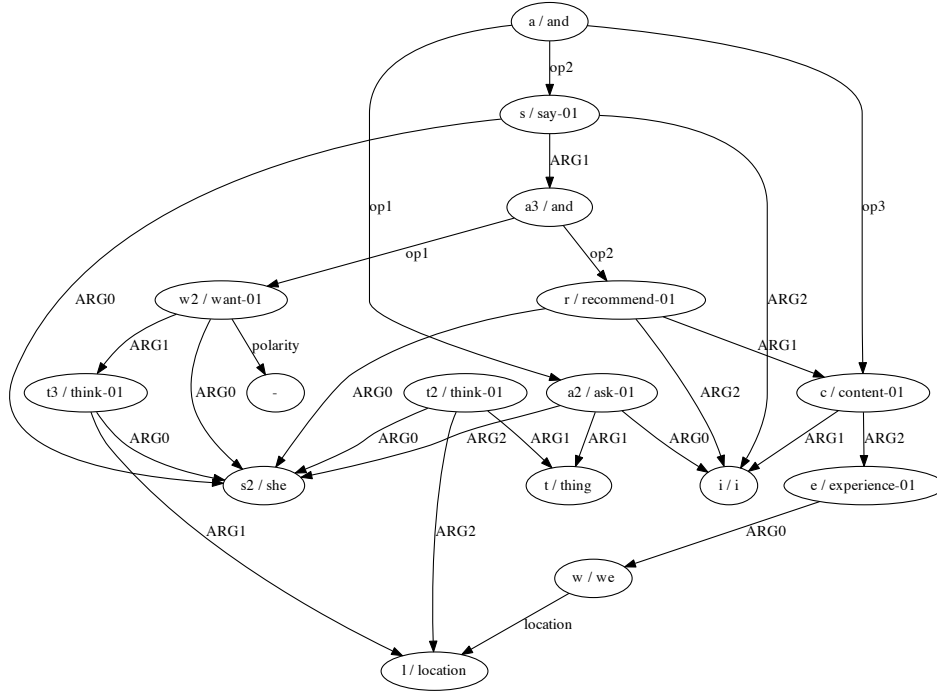 a / and
op2
s / say-01
ARG1
a3 / and
op1
op3
op1
op2
w2 / want-01
r / recommend-01
ARG0
ARG2
ARG1
polarity
ARG1
t3 / think-01
ARG0
-
ARG0
t2 / think-01
a2 / ask-01
ARG2
c / content-01
ARG0
ARG0
ARG2
ARG1
ARG1
ARG0
ARG1
ARG2
s2 / she
t / thing
i / i
e / experience-01
ARG1
ARG2
ARG0
w / we
location
l / location